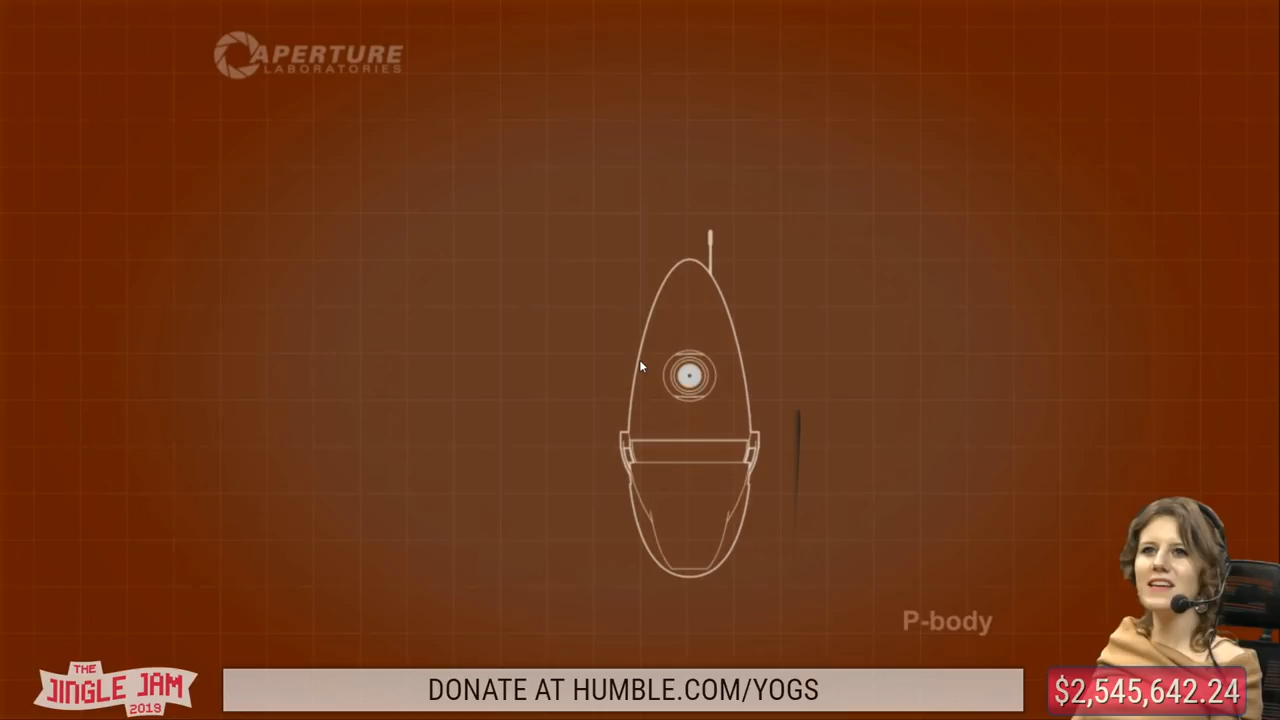 APERTURE
LABORATORIES
P-body
THE
JINGLE JAM
2019
DONATE AT HUMBLE.COM/YOGS
$2,545,642.24